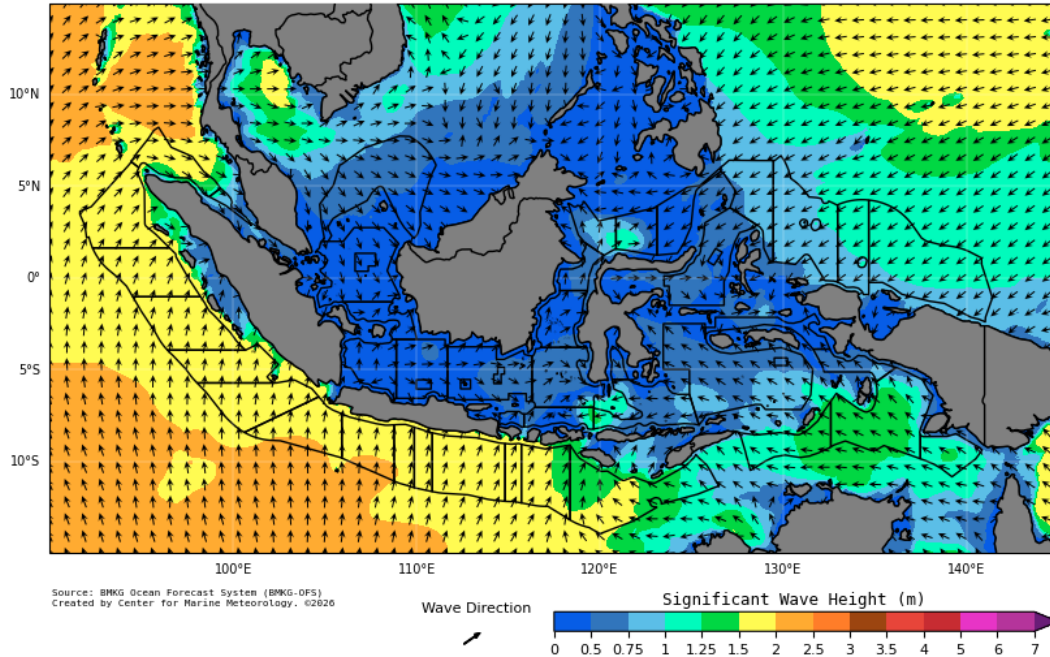 10°N
5°N
0°
5°S
10°S
100°E 110°E 120°E 130°E 140°E
Source: BMKG Ocean Forecast System (BMKG-OFS)
Created by Center for Marine Meteorology. ©2026
Wave Direction
Significant Wave Height (m)
0 0.5 0.75 1 1.25 1.5 2 2.5 3 3.5 4 5 6 7